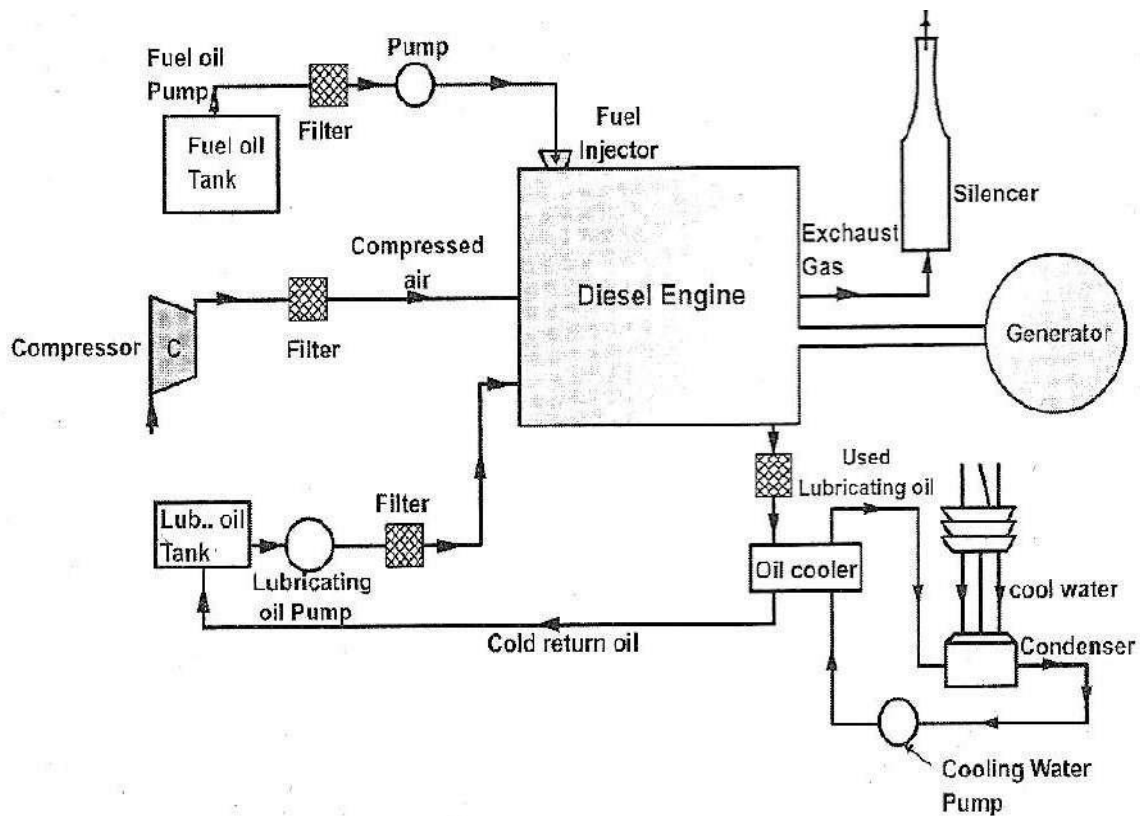 Fuel oil
Pump
Pump
Filter
Fuel oil
Tank
Fuel
Injector
Silencer
Exchaust
Gas
Compressed
air
Diesel Engine
Generator
Compressor
C
Filter
Used
Lubricating oil
Filter
Lub.. oil
Tank
Lubricating
oil Pump
Oil cooler
cool water
Cold return oil
Condenser
Cooling Water
Pump